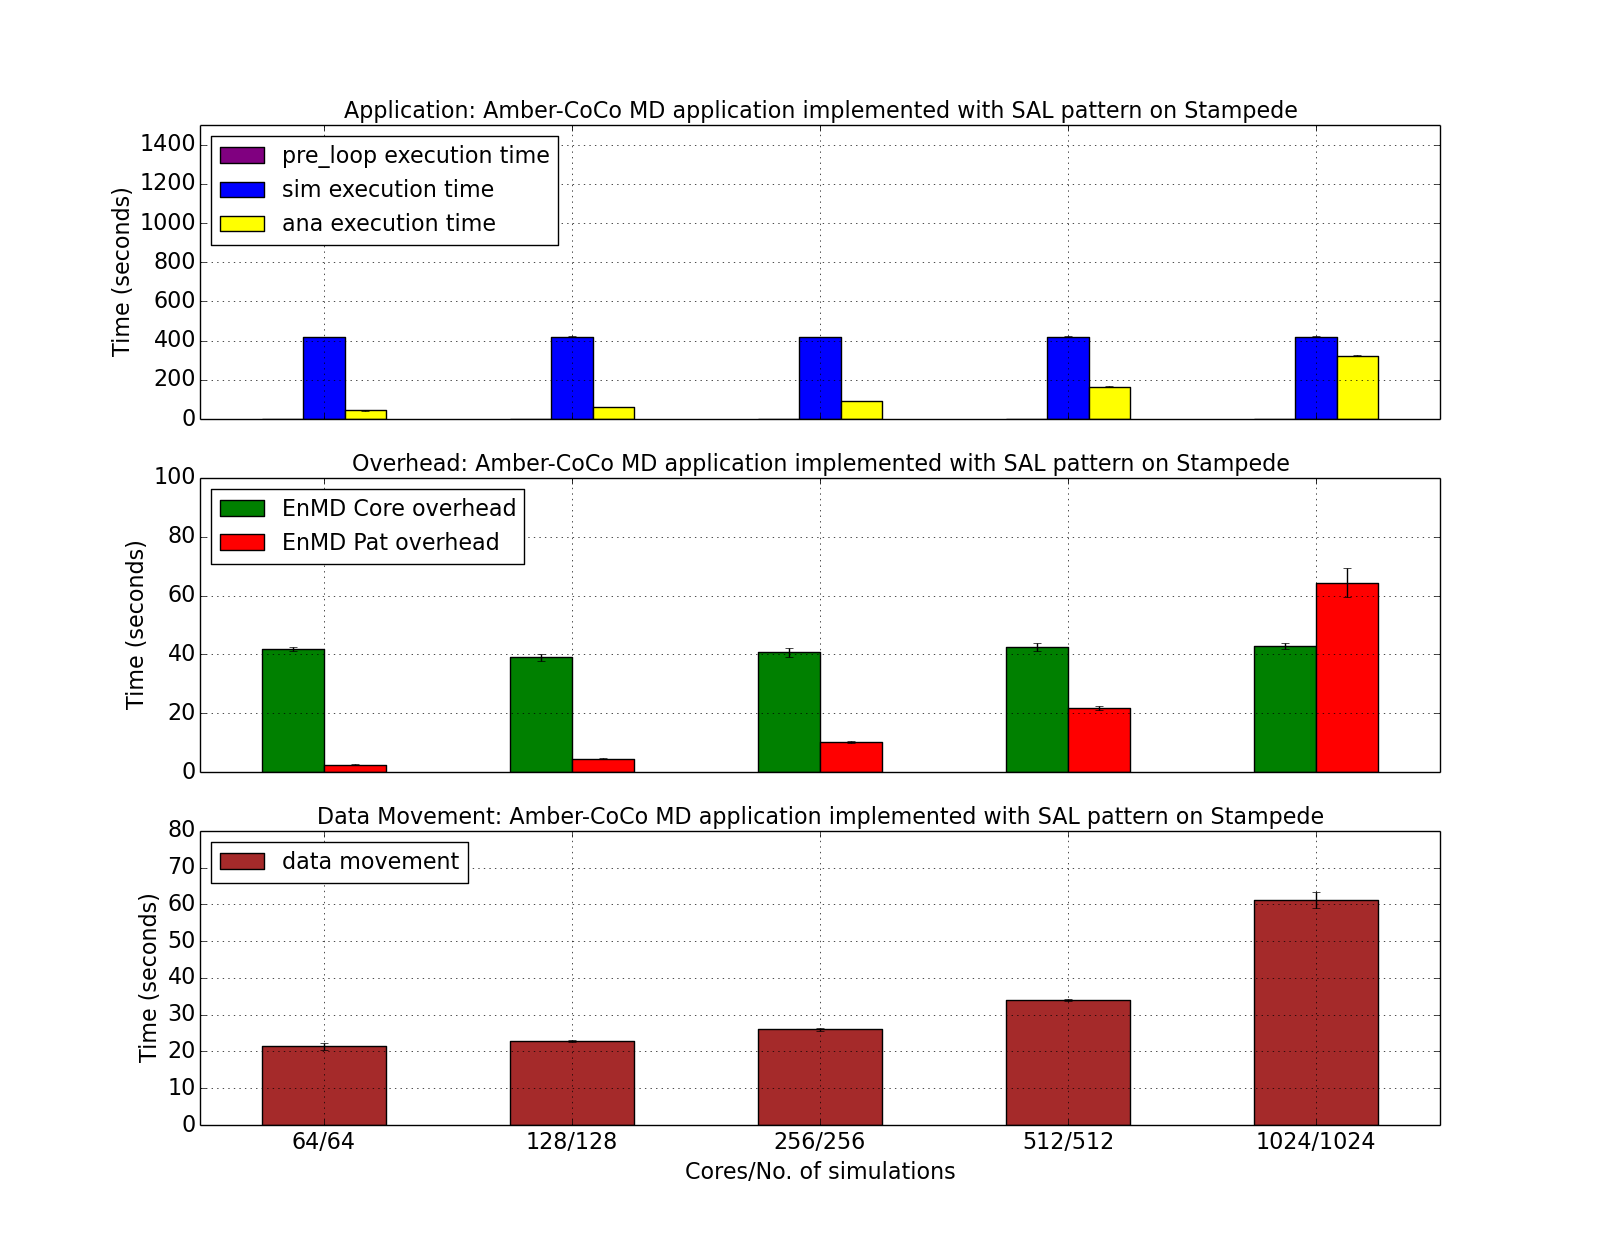 Application: Amber-CoCo MD application implemented with SAL pattern on Stampede
1400
1200
1000
800
600
400
200
0
Time (seconds)
pre_loop execution time
sim execution time
ana execution time
Overhead: Amber-CoCo MD application implemented with SAL pattern on Stampede
100
80
60
40
20
0
Time (seconds)
EnMD Core overhead
EnMD Pat overhead
Data Movement: Amber-CoCo MD application implemented with SAL pattern on Stampede
80
70
60
50
40
30
20
10
0
Time (seconds)
data movement
64/64
128/128
256/256
512/512
1024/1024
Cores/No. of simulations